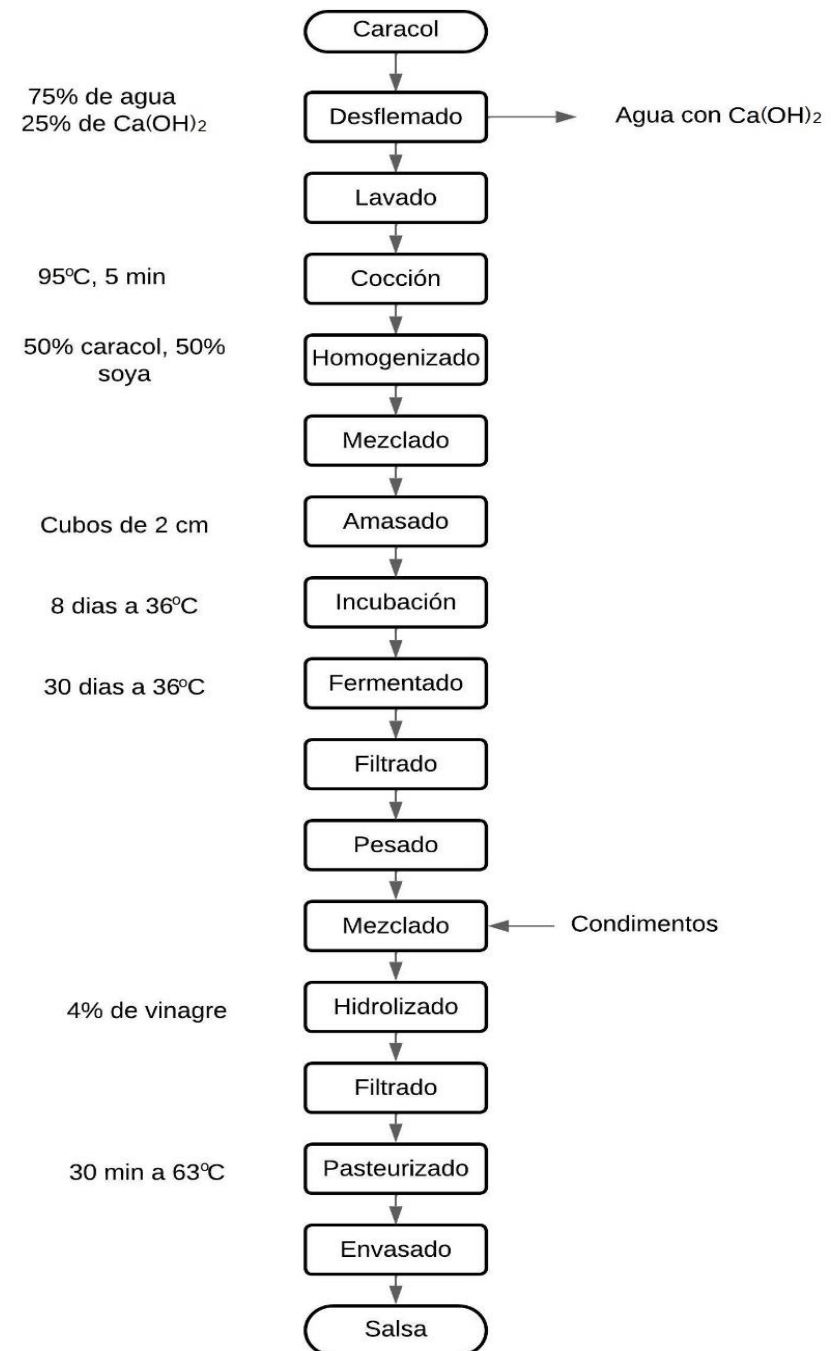 Caracol
75% de agua
25% de Ca(OH)₂
Desflemado
Agua con Ca(OH)₂
Lavado
95ºC, 5 min
Cocción
50% caracol, 50%
soya
Homogenizado
Mezclado
Cubos de 2 cm
Amasado
8 dias a 36ºC
Incubación
30 dias a 36ºC
Fermentado
Filtrado
Pesado
Mezclado
Condimentos
4% de vinagre
Hidrolizado
Filtrado
30 min a 63ºC
Pasteurizado
Envasado
Salsa